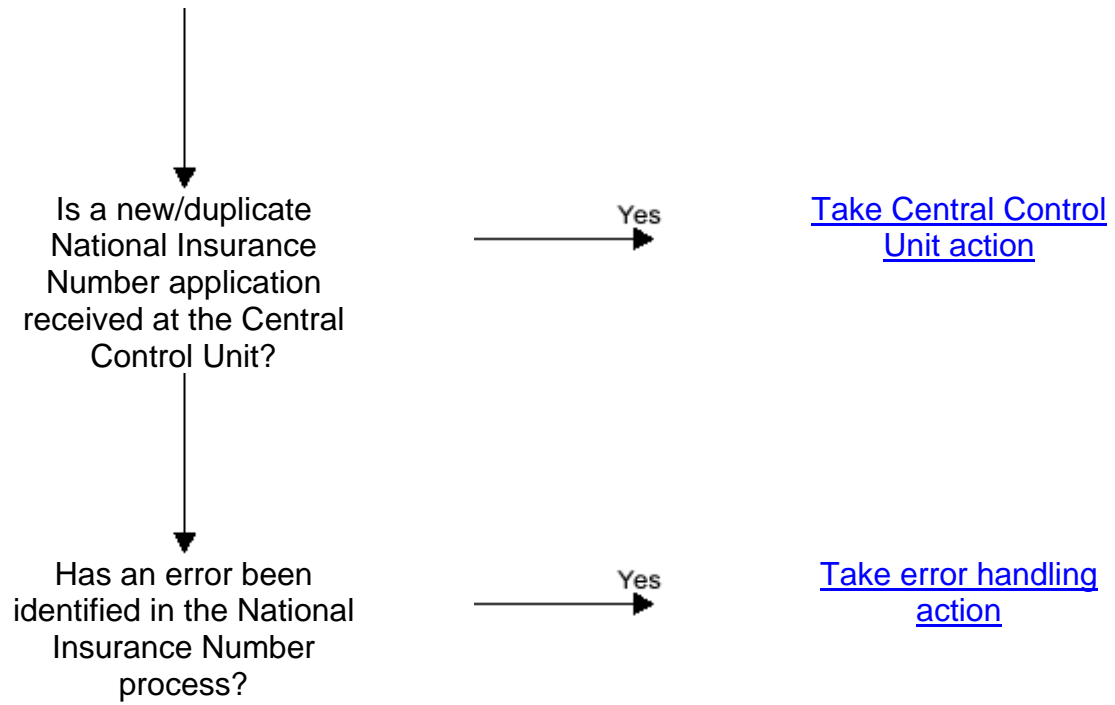 Is a new/duplicate
National Insurance
Number application
received at the Central
Control Unit?
Yes
Take Central Control
Unit action
Has an error been
identified in the National
Insurance Number
process?
Yes
Take error handling
action